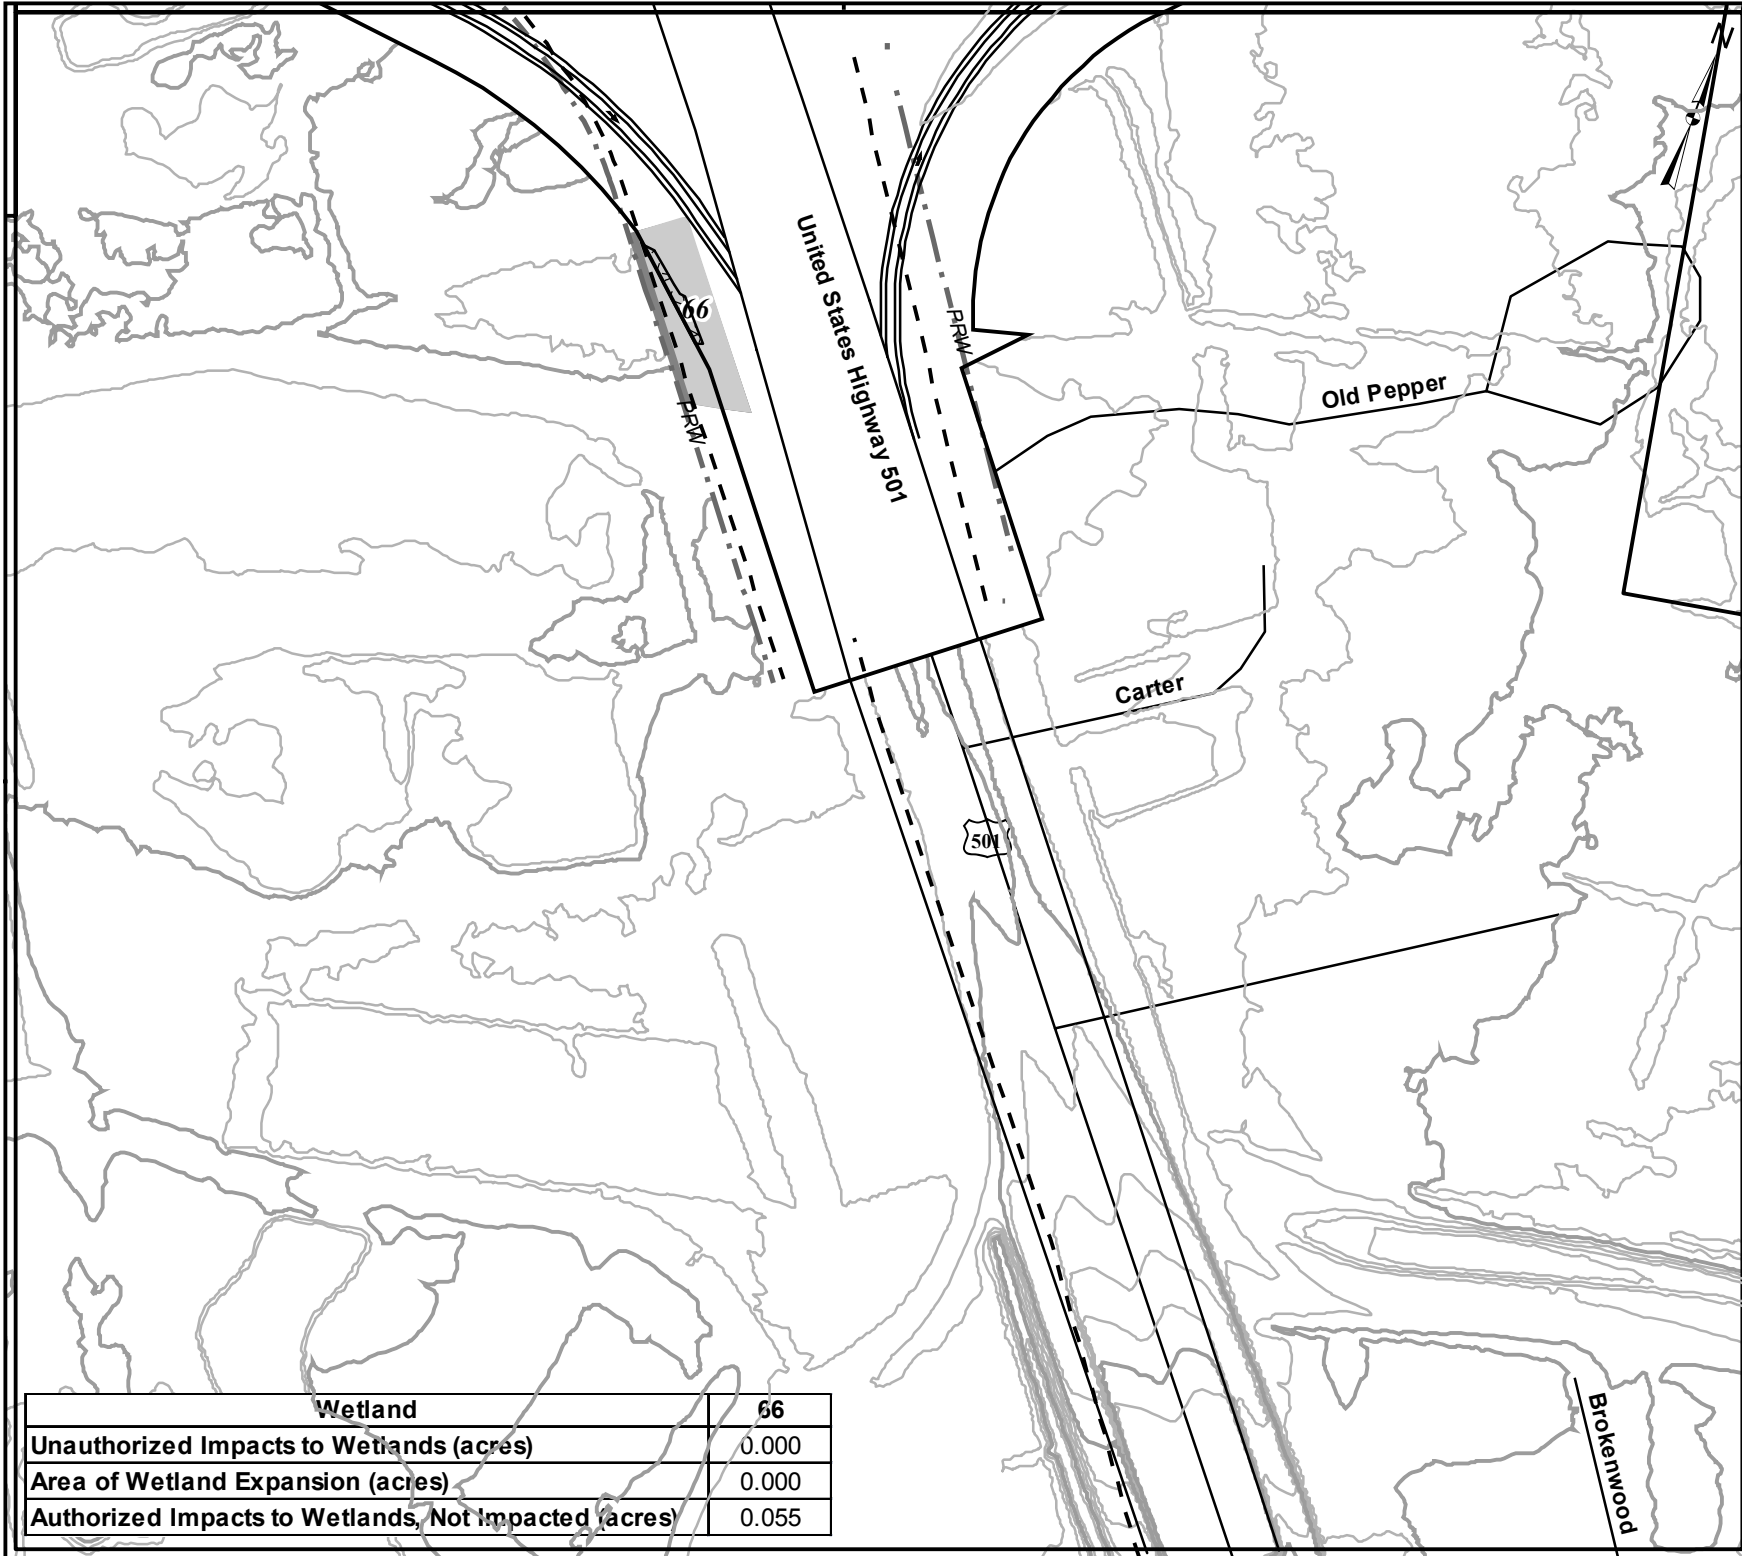 N
66
United States Highway 501
PRW
PRW
Old Pepper
Carter
501
Brokenwood
Wetland 66
Unauthorized Impacts to Wetlands (acres) 0.000
Area of Wetland Expansion (acres) 0.000
Authorized Impacts to Wetlands, Not Impacted (acres) 0.055